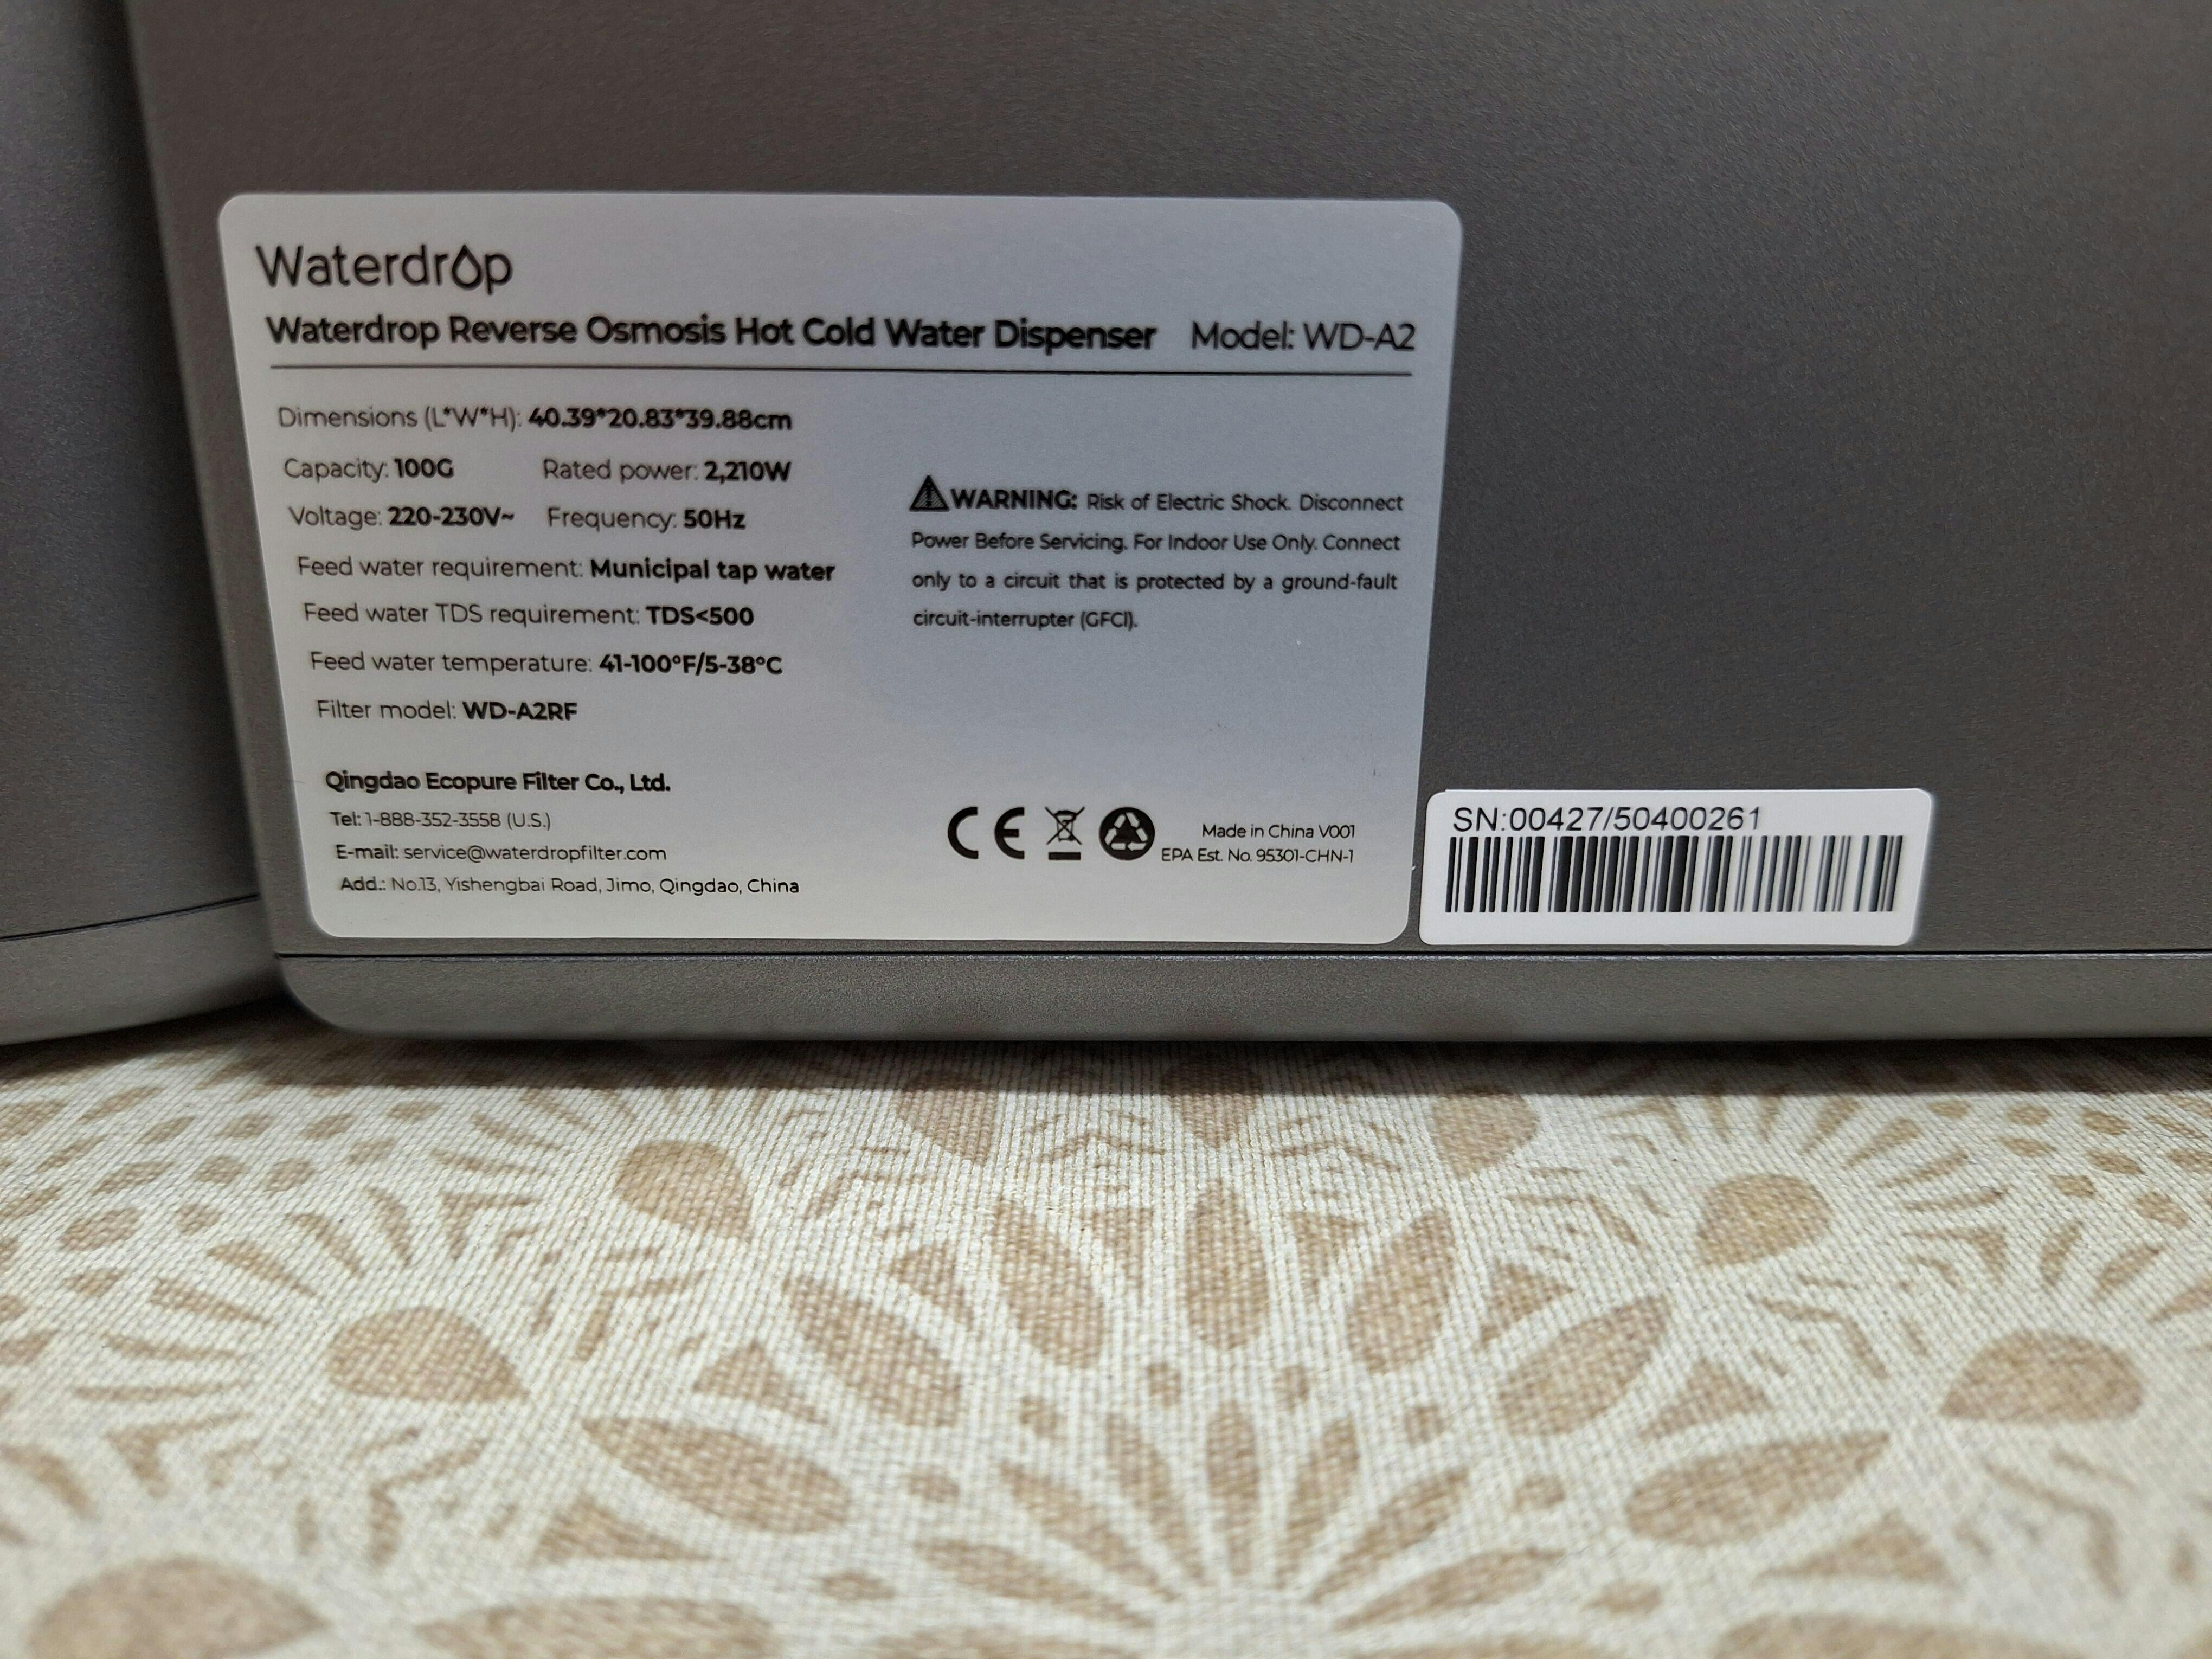 Waterdrop
Waterdrop Reverse Osmosis Hot Cold Water Dispenser Model: WD-A2
Dimensions (L*W*H): 40.39*20.83*39.88cm
Capacity: 100G Rated power: 2,210W
Voltage: 220-230V~ Frequency: 50Hz
Feed water requirement: Municipal tap water
Feed water TDS requirement: TDS<500
Feed water temperature: 41-100°F/5-38°C
Filter model: WD-A2RF
WARNING: Risk of Electric Shock. Disconnect
Power Before Servicing. For Indoor Use Only. Connect
only to a circuit that is protected by a ground-fault
circuit-interrupter (GFCI).
Qingdao Ecopure Filter Co., Ltd.
Tel: 1-888-352-3558 (U.S.)
E-mail: service@waterdropfilter.com
Add.: No.13, Yishengbai Road, Jimo, Qingdao, China
CE
Made in China V001
EPA Est. No. 95301-CHN-1
SN:00427/50400261